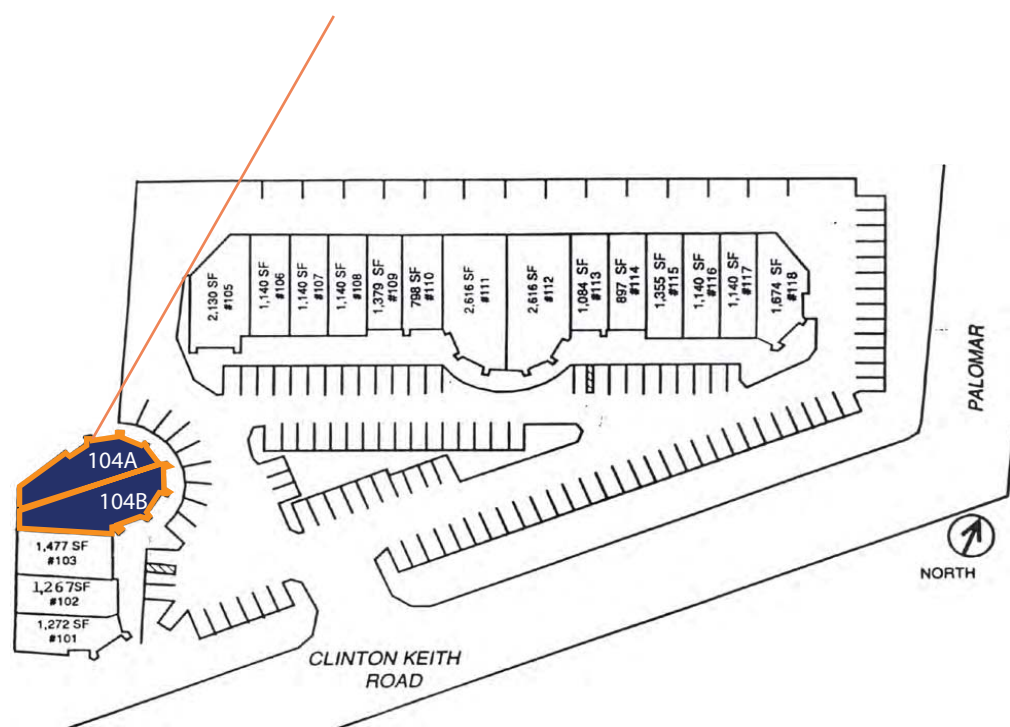 2,130 SF
#105
1,140 SF
#106
1,140 SF
#107
1,140 SF
#108
1,379 SF
#109
798 SF
#110
2,616 SF
#111
2,616 SF
#112
1,084 SF
#113
897 SF
#114
1,355 SF
#115
1,140 SF
#116
1,140 SF
#117
1,674 SF
#118
PALOMAR
104A
104B
1,477 SF
#103
1,267SF
#102
1,272 SF
#101
NORTH
CLINTON KEITH
ROAD